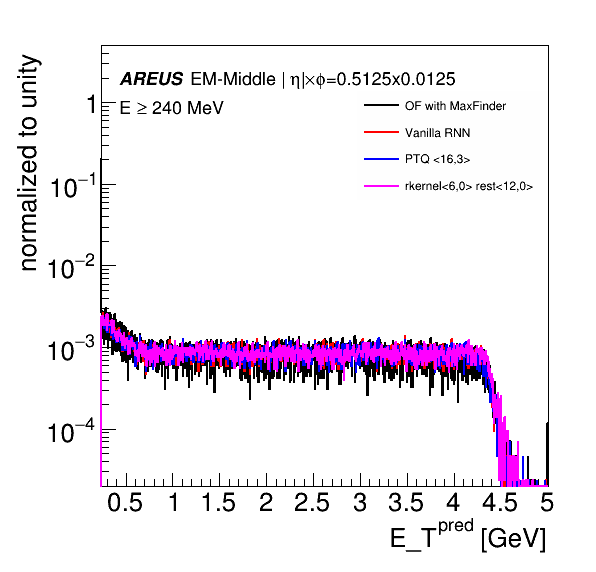 normalized to unity
AREUS EM-Middle | η|×ϕ=0.5125x0.0125
E ≥ 240 MeV
OF with MaxFinder
Vanilla RNN
PTQ <16,3>
rkernel<6,0> rest<12,0>
1
10⁻¹
10⁻²
10⁻³
10⁻⁴
0.5 1 1.5 2 2.5 3 3.5 4 4.5 5
E_T^pred [GeV]